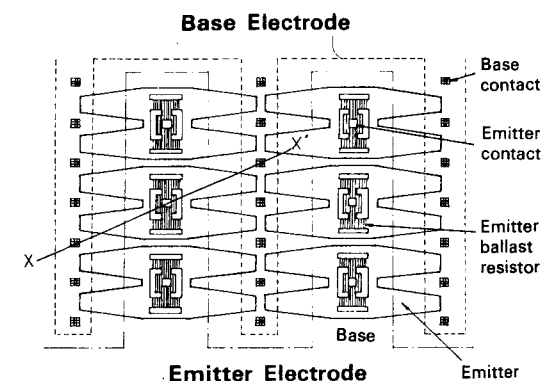 Base Electrode
Base
contact
Emitter
contact
X'
Emitter
ballast
resistor
X
Base
Emitter Electrode
Emitter